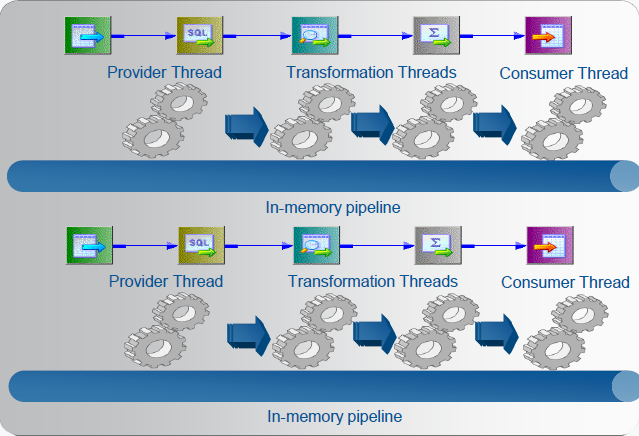 SQL
Σ
Provider Thread
Transformation Threads
Consumer Thread
In-memory pipeline
SQL
Σ
Provider Thread
Transformation Threads
Consumer Thread
In-memory pipeline